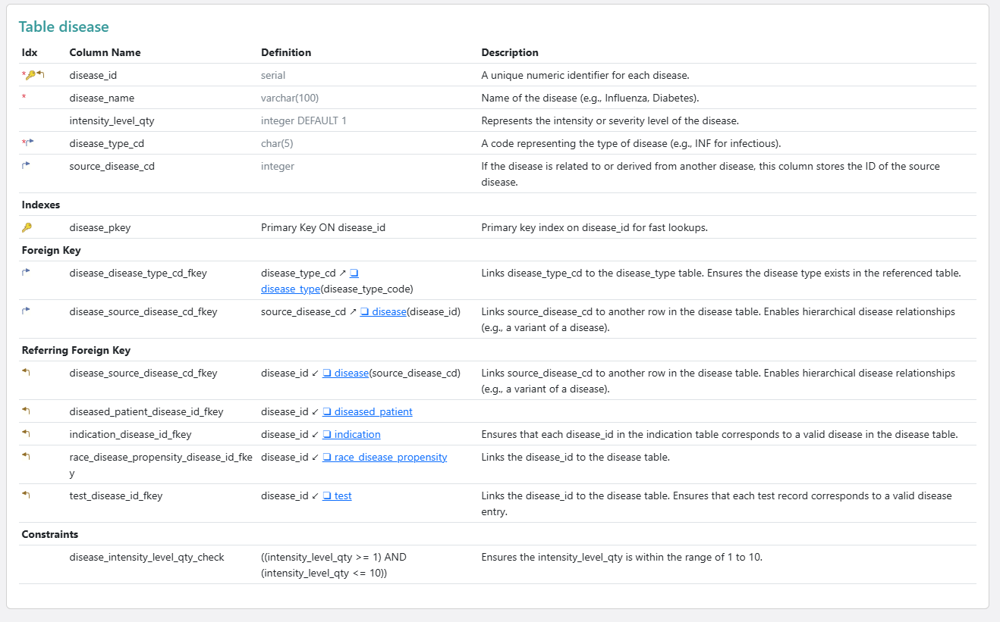 Table disease
Idx Column Name Definition Description
* disease_id serial A unique numeric identifier for each disease.
* disease_name varchar(100) Name of the disease (e.g., Influenza, Diabetes).
intensity_level_qty integer DEFAULT 1 Represents the intensity or severity level of the disease.
* disease_type_cd char(5) A code representing the type of disease (e.g., INF for infectious).
source_disease_cd integer If the disease is related to or derived from another disease, this column stores the ID of the source
disease.
Indexes
disease_pkey Primary Key ON disease_id Primary key index on disease_id for fast lookups.
Foreign Key
disease_disease_type_cd_fkey disease_type_cd ↗ ❏ Links disease_type_cd to the disease_type table. Ensures the disease type exists in the referenced table.
disease_type(disease_type_code)
disease_source_disease_cd_fkey source_disease_cd ↗ ❏ disease(disease_id) Links source_disease_cd to another row in the disease table. Enables hierarchical disease relationships
(e.g., a variant of a disease).
Referring Foreign Key
disease_source_disease_cd_fkey disease_id ↙ ❏ disease(source_disease_cd) Links source_disease_cd to another row in the disease table. Enables hierarchical disease relationships
(e.g., a variant of a disease).
diseased_patient_disease_id_fkey disease_id ↙ ❏ diseased_patient
indication_disease_id_fkey disease_id ↙ ❏ indication Ensures that each disease_id in the indication table corresponds to a valid disease in the disease table.
race_disease_propensity_disease_id_fke disease_id ↙ ❏ race_disease_propensity Links the disease_id to the disease table.
y
test_disease_id_fkey disease_id ↙ ❏ test Links the disease_id to the disease table. Ensures that each test record corresponds to a valid disease
entry.
Constraints
disease_intensity_level_qty_check ((intensity_level_qty >= 1) AND Ensures the intensity_level_qty is within the range of 1 to 10.
(intensity_level_qty <= 10))